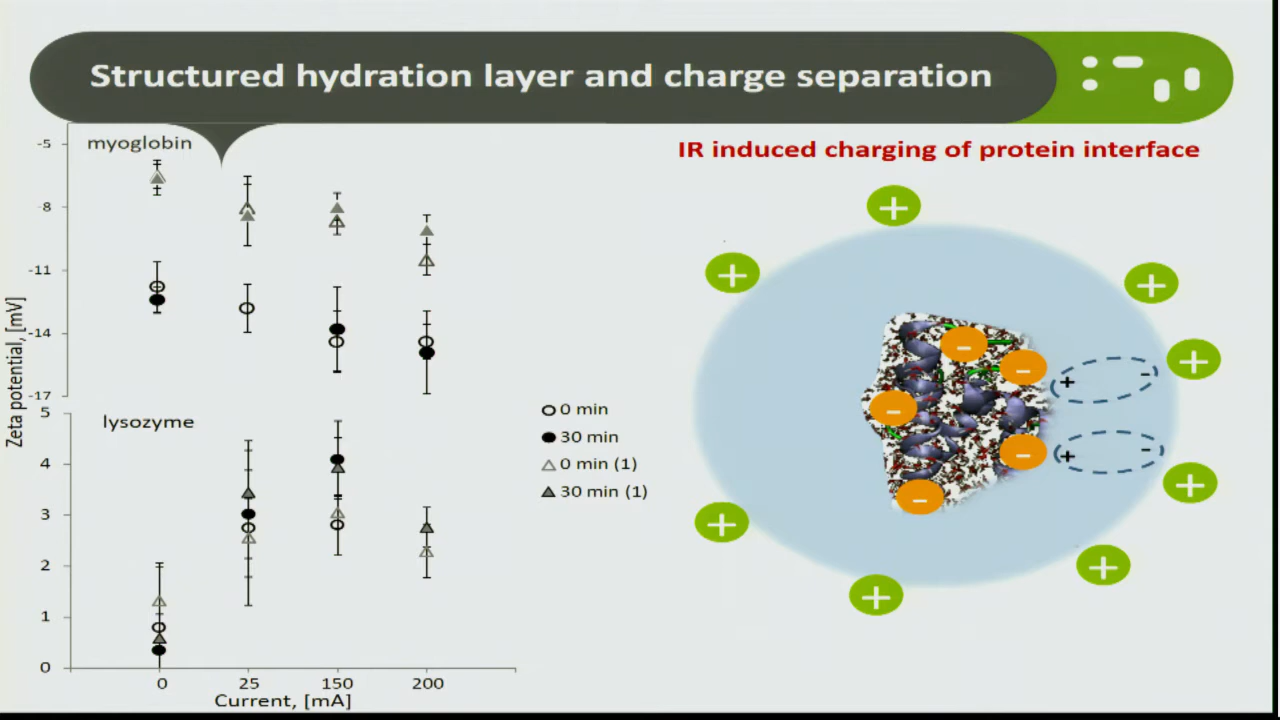 Structured hydration layer and charge separation
IR induced charging of protein interface
myoglobin
-5
-8
-11
-14
-17
Zeta potential, [mV]
lysozyme
5
4
3
2
1
0
0 25 150 200
Current, [mA]
0 min
30 min
0 min (1)
30 min (1)
+
+
+
+
+
+
+
+
+
-
-
-
-
-
+ -
+ -